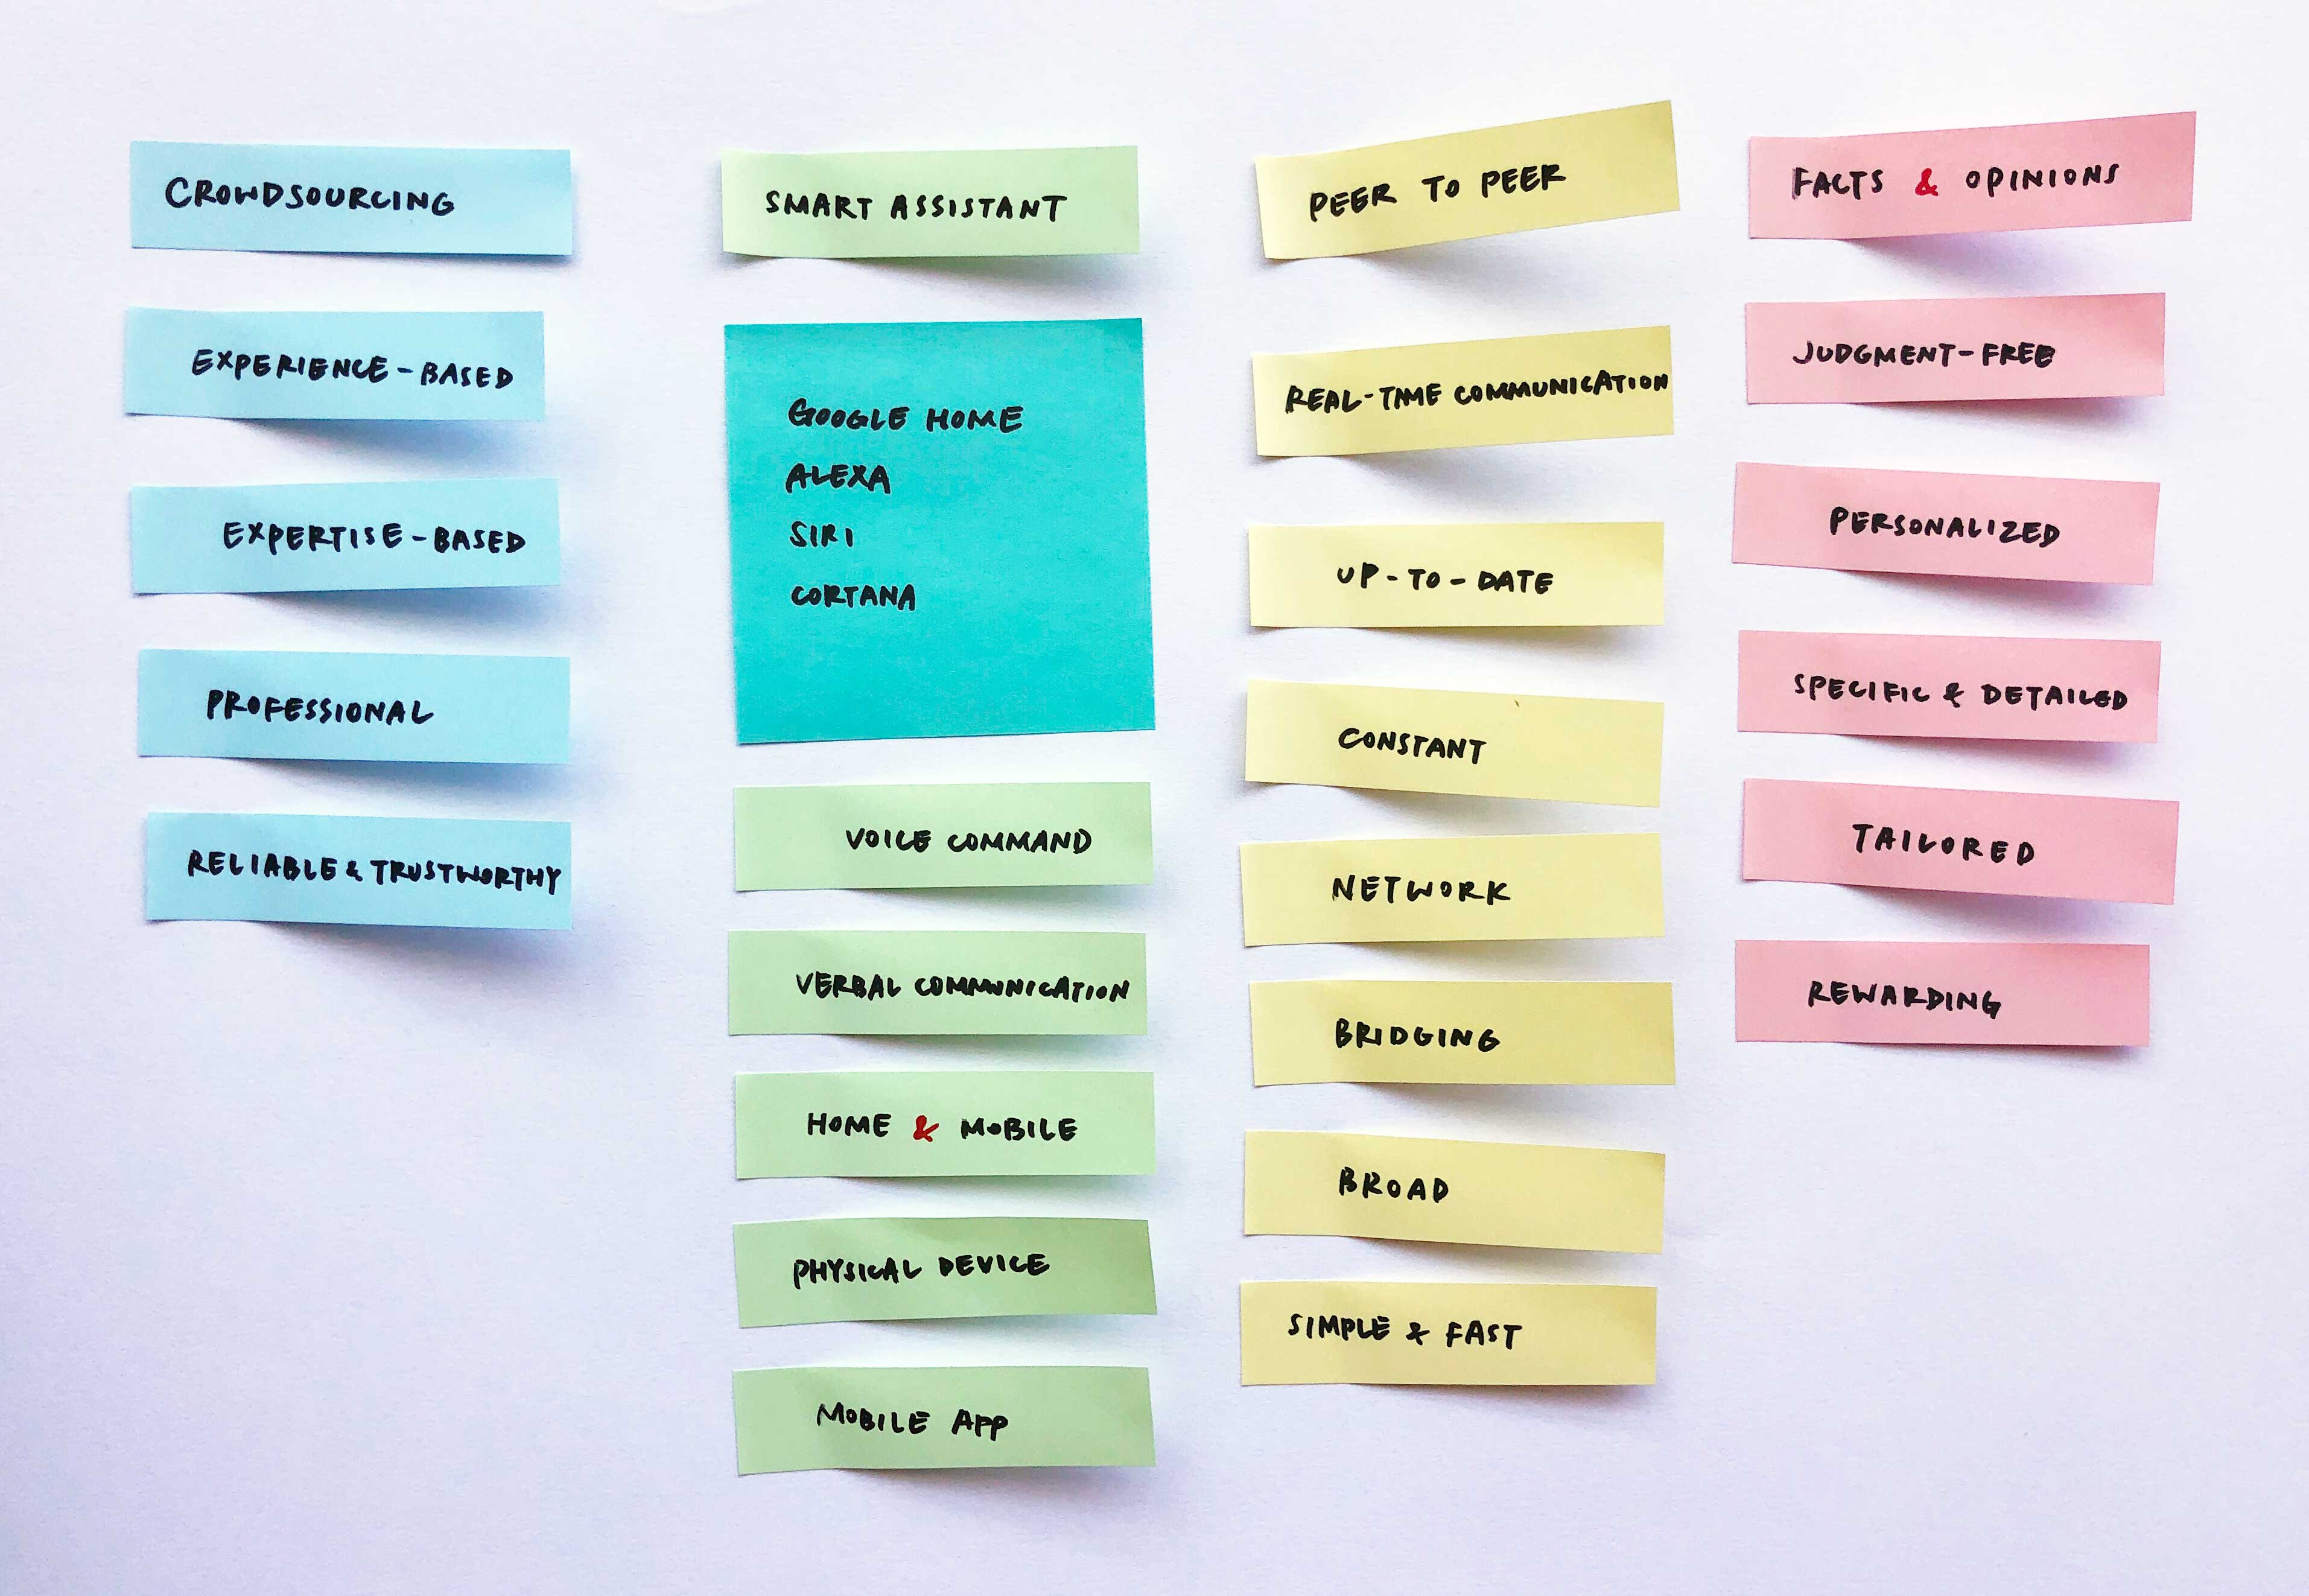 CROWDSOURCING
EXPERIENCE-BASED
EXPERTISE-BASED
PROFESSIONAL
RELIABLE & TRUSTWORTHY
SMART ASSISTANT
GOOGLE HOME
ALEXA
SIRI
CORTANA
VOICE COMMAND
VERBAL COMMUNICATION
HOME & MOBILE
PHYSICAL DEVICE
MOBILE APP
PEER TO PEER
REAL-TIME COMMUNICATION
UP-TO-DATE
CONSTANT
NETWORK
BRIDGING
BROAD
SIMPLE & FAST
FACTS & OPINIONS
JUDGMENT-FREE
PERSONALIZED
SPECIFIC & DETAILED
TAILORED
REWARDING